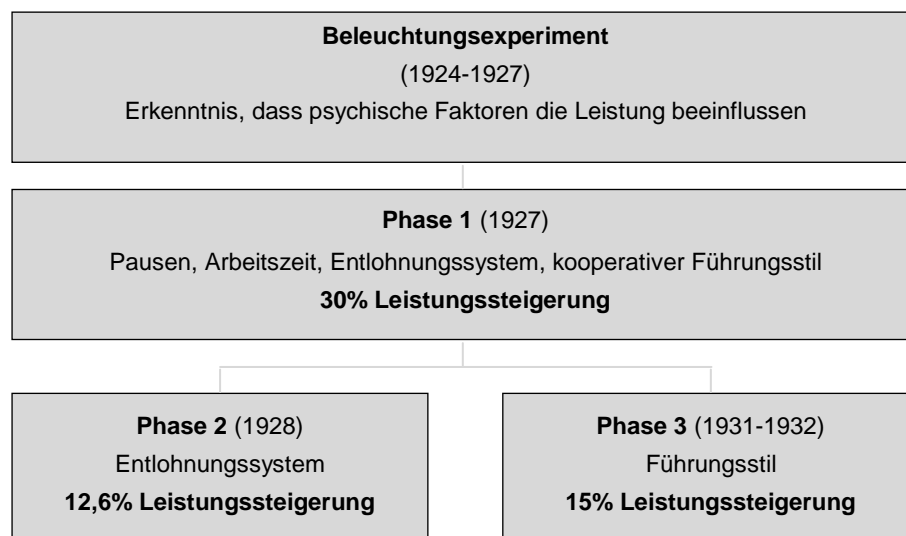 Beleuchtungsexperiment
(1924-1927)
Erkenntnis, dass psychische Faktoren die Leistung beeinflussen
Phase 1 (1927)
Pausen, Arbeitszeit, Entlohnungssystem, kooperativer Führungsstil
30% Leistungssteigerung
Phase 2 (1928)
Entlohnungssystem
12,6% Leistungssteigerung
Phase 3 (1931-1932)
Führungsstil
15% Leistungssteigerung